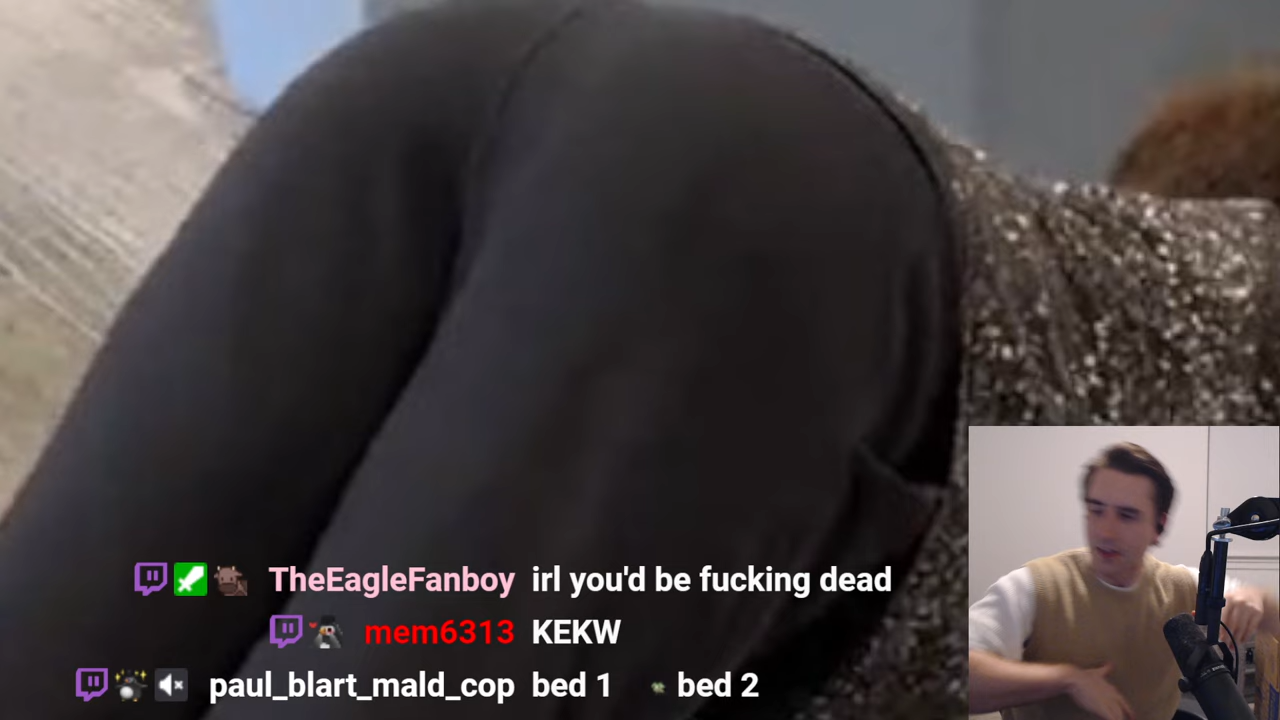 TheEagleFanboy irl you'd be fucking dead
mem6313 KEKW
paul_blart_mald_cop bed 1 bed 2